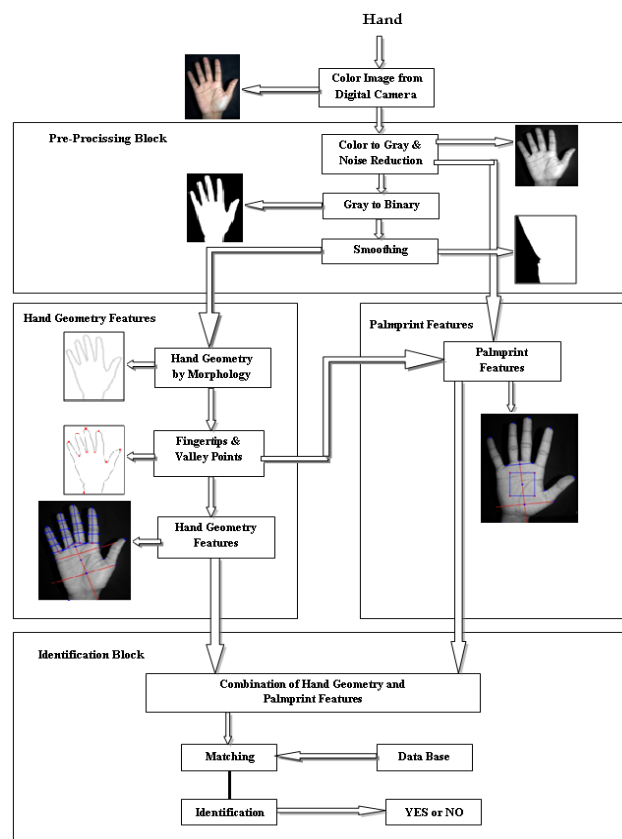 Hand
Color Image from
Digital Camera
Pre-Procissing Block
Color to Gray &
Noise Reduction
Gray to Binary
Smoothing
Hand Geometry Features
Palmprint Features
Hand Geometry
by Morphology
Palmprint
Features
Fingertips &
Valley Points
Hand Geometry
Features
Identification Block
Combination of Hand Geometry and
Palmprint Features
Matching
Data Base
Identification
YES or NO